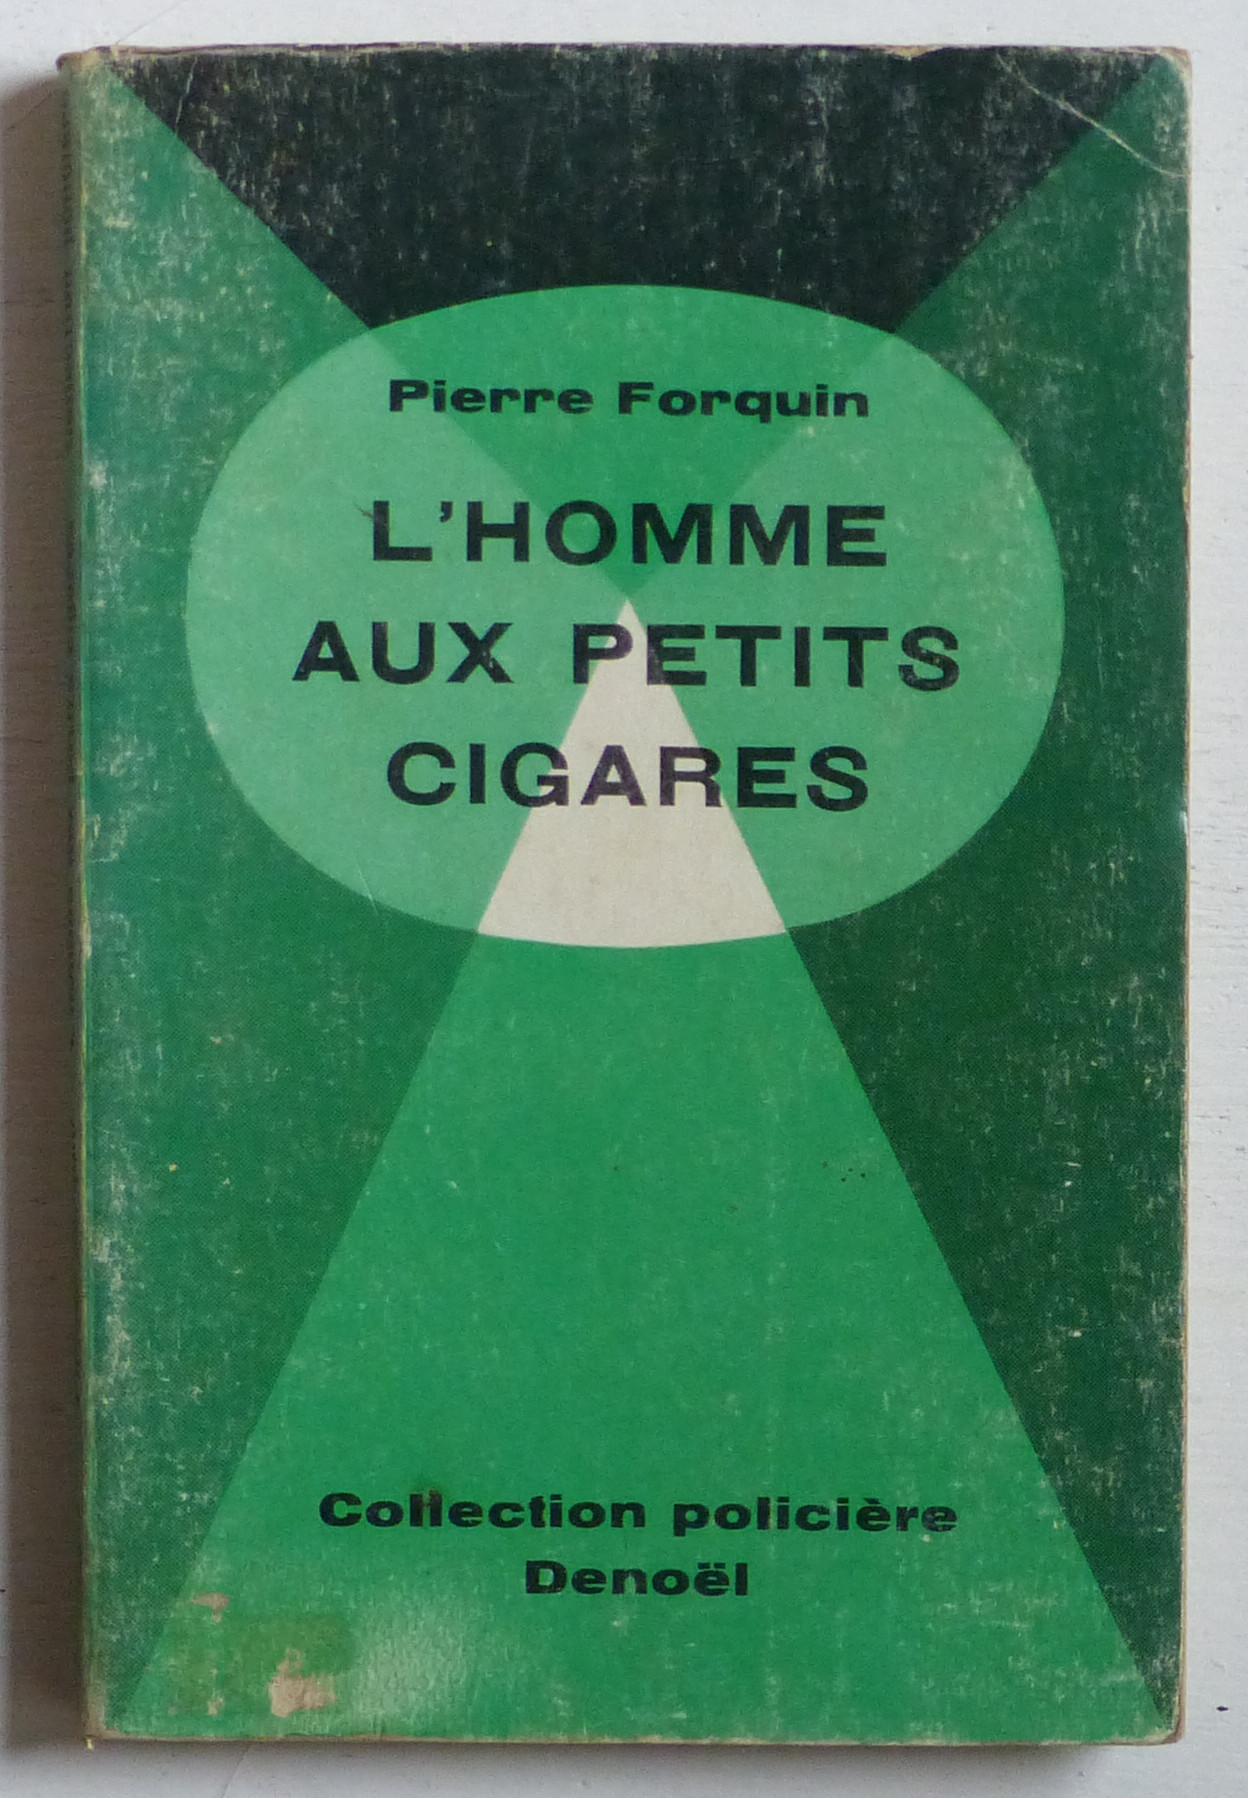 Pierre Forquin
L'HOMME
AUX PETITS
CIGARES
Collection policière
Denoël